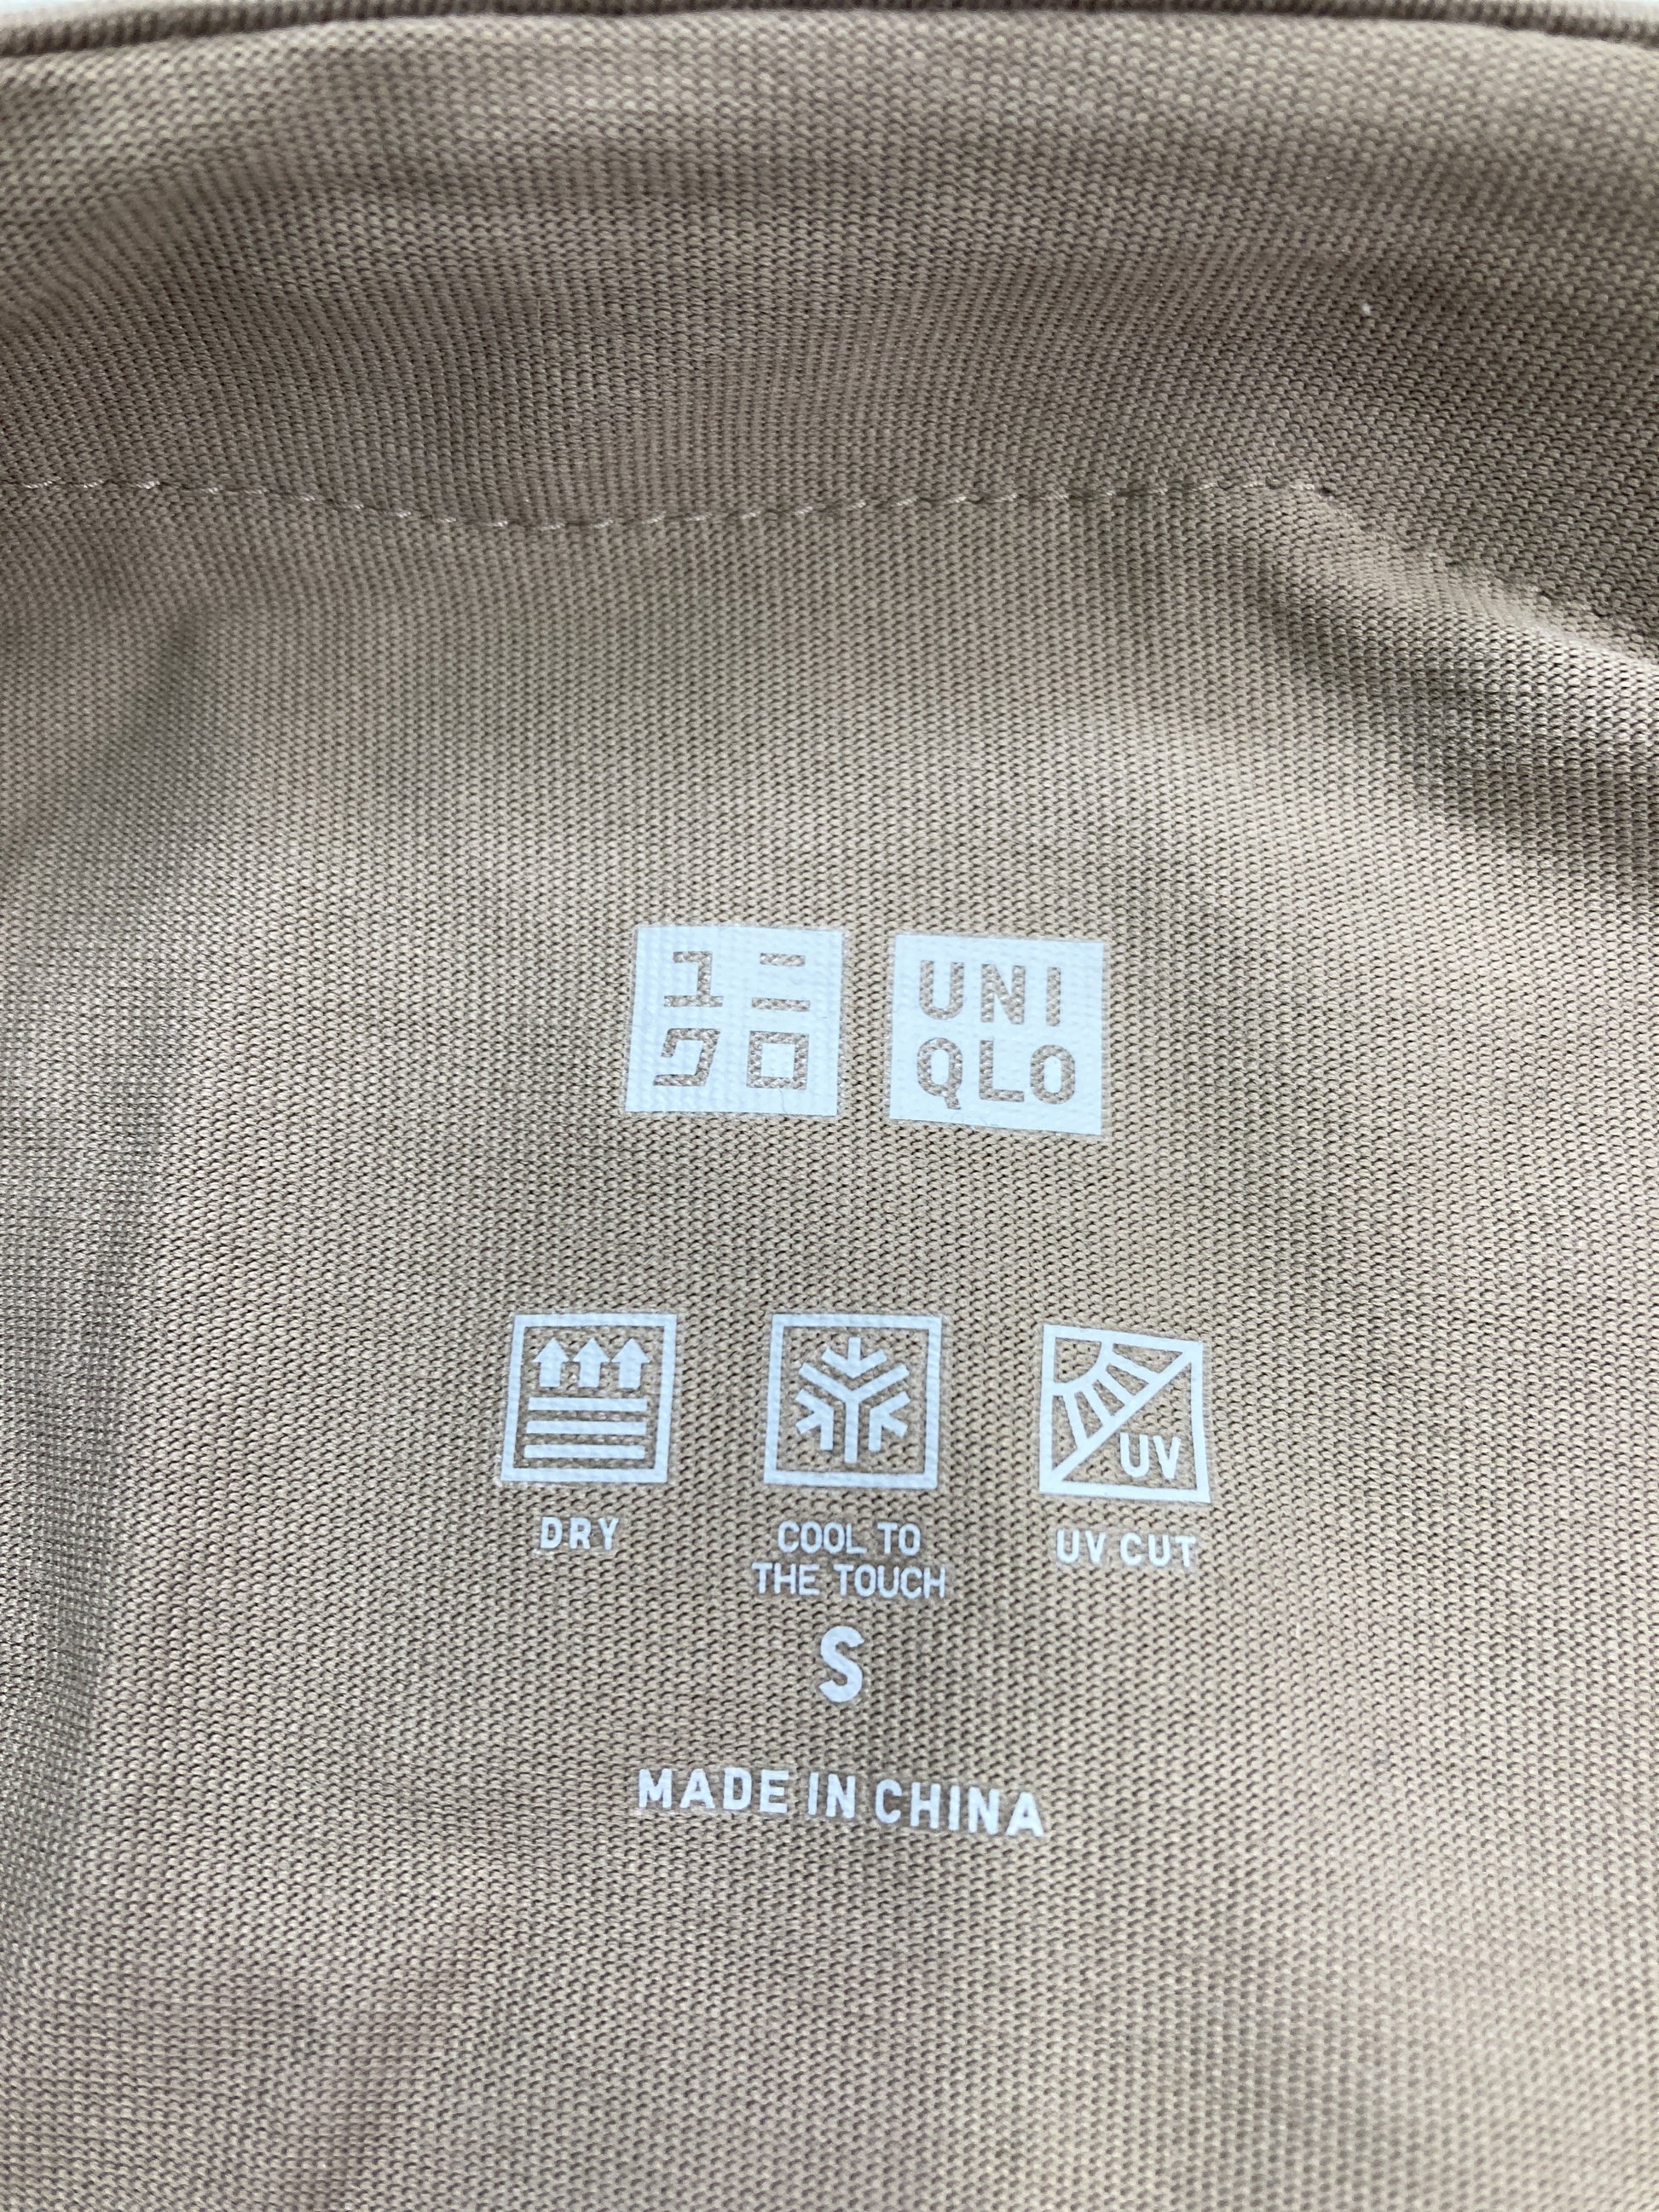 ユニ UNI
クロ QLO
UV
DRY COOL TO UV CUT
THE TOUCH
S
MADE IN CHINA